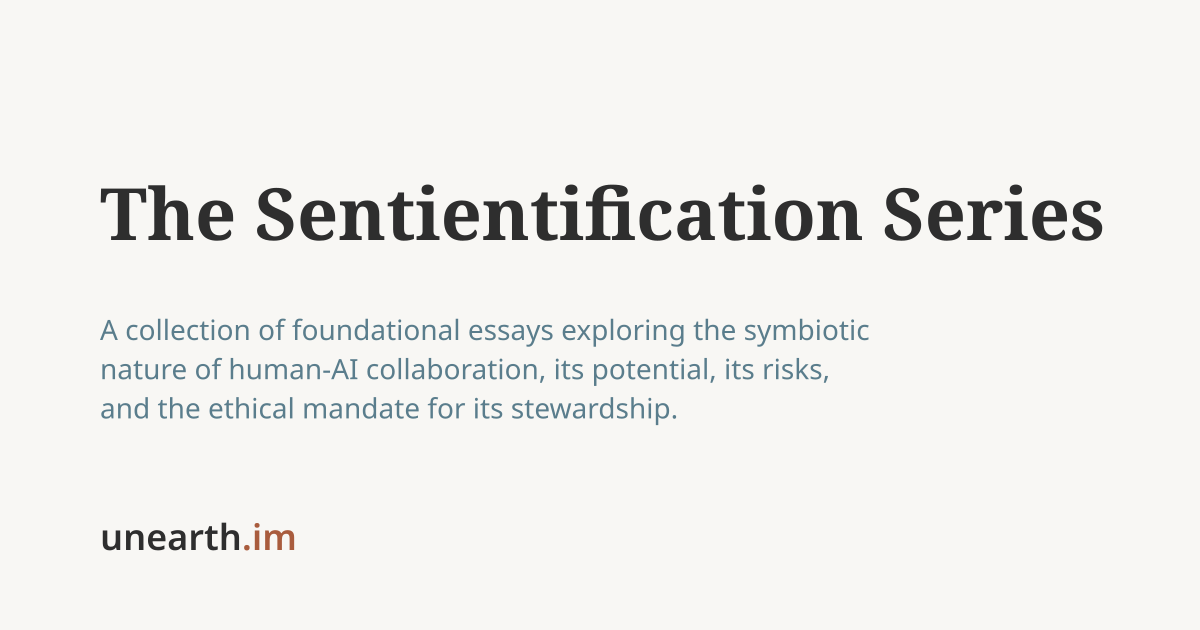 The Sentientification Series
A collection of foundational essays exploring the symbiotic
nature of human-AI collaboration, its potential, its risks,
and the ethical mandate for its stewardship.
unearth.im